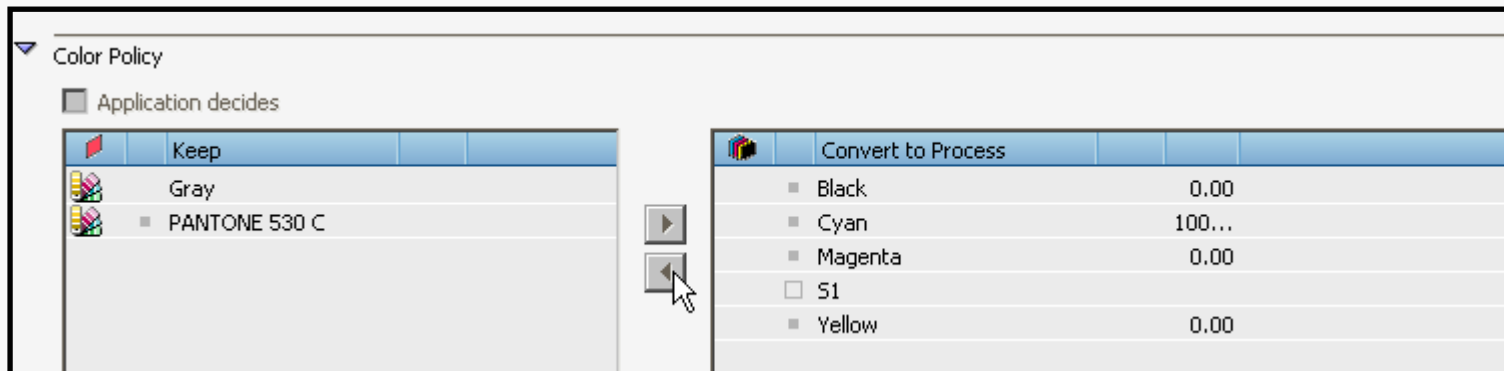 Color Policy
Application decides
Keep
Gray
PANTONE 530 C
Convert to Process
Black 0.00
Cyan 100...
Magenta 0.00
S1
Yellow 0.00